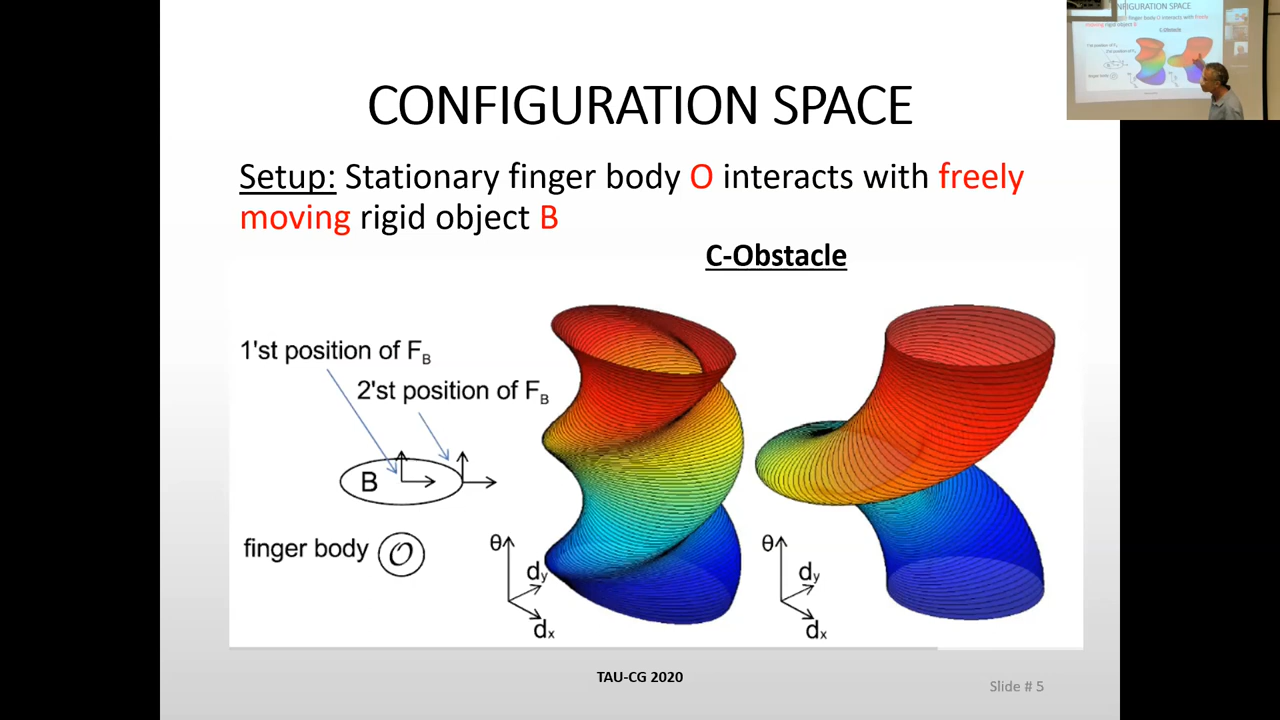 CONFIGURATION SPACE
Setup: Stationary finger body O interacts with freely
moving rigid object B
C-Obstacle
1'st position of F_B
2'st position of F_B
B
finger body O
θ
d_y
d_x
θ
d_y
d_x
TAU-CG 2020
Slide # 5